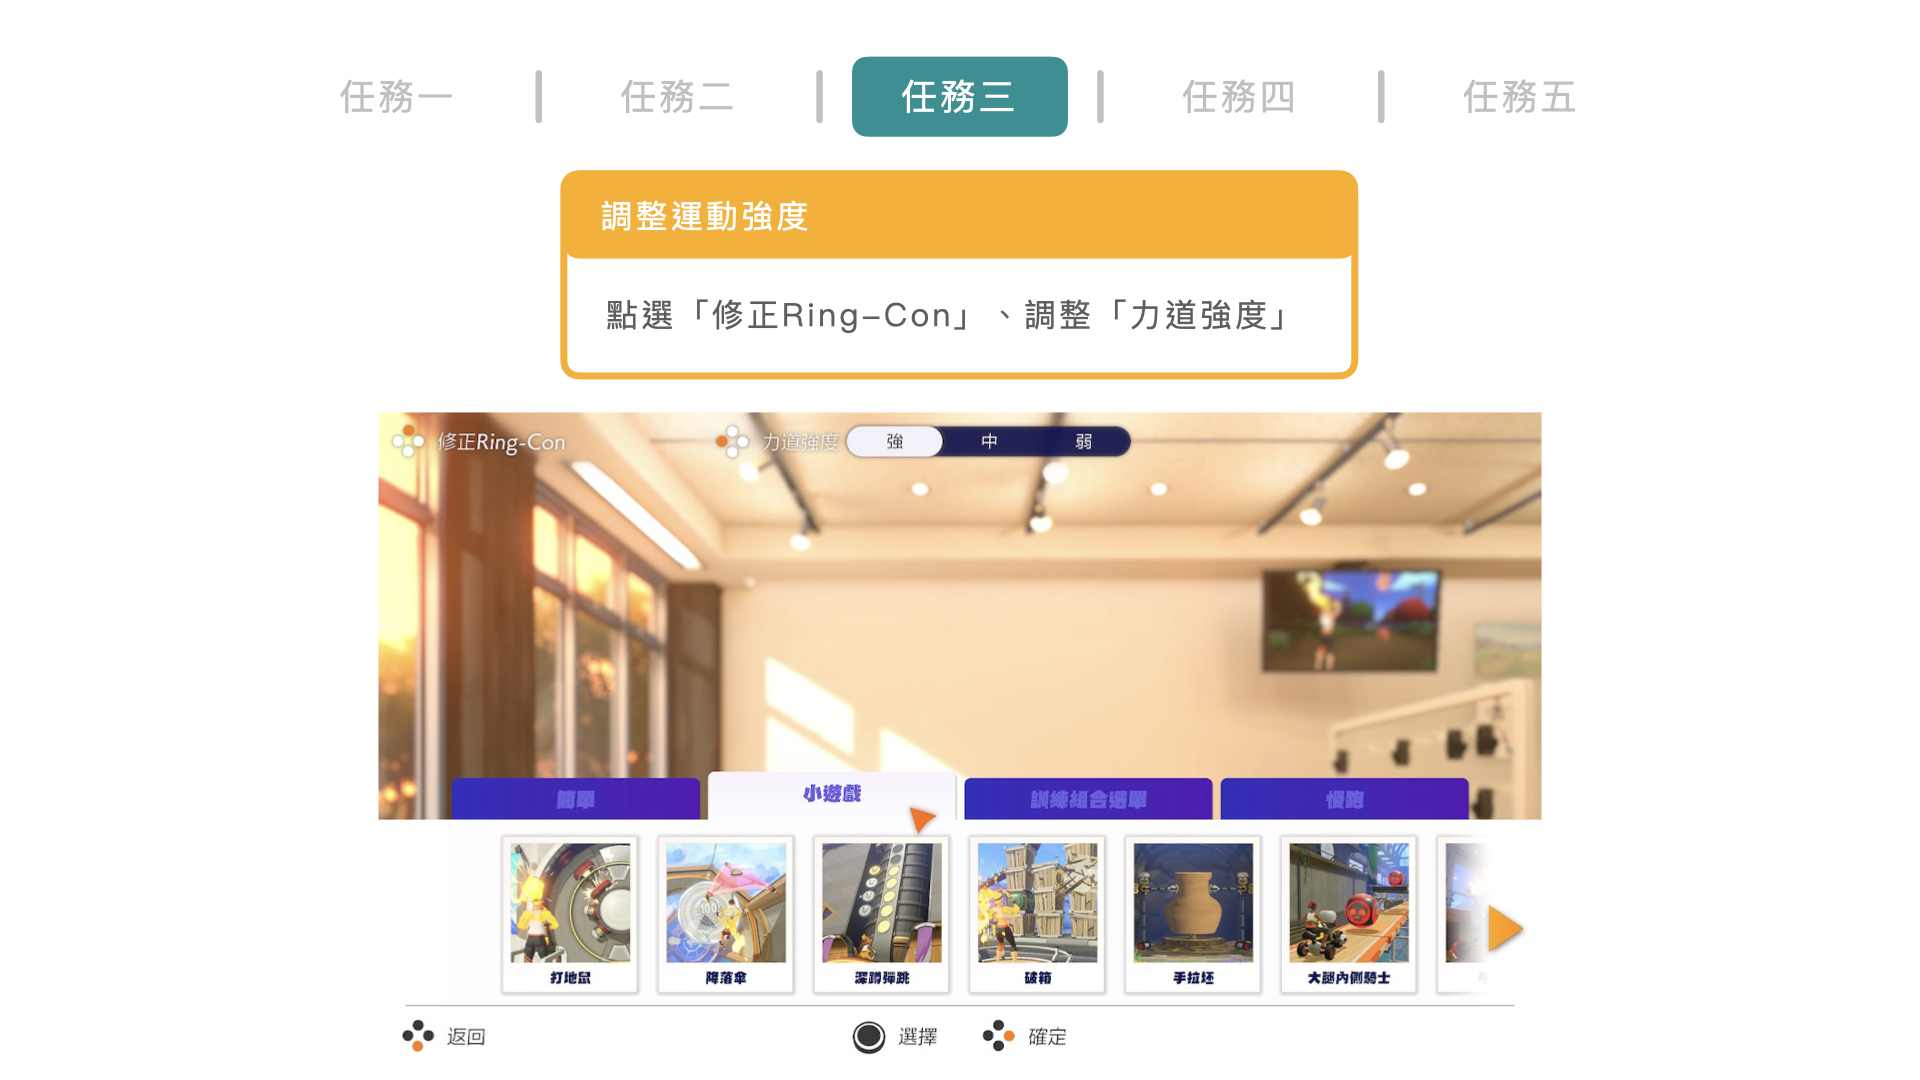 任務一
任務二
任務三
任務四
任務五
調整運動強度
點選「修正Ring-Con」、調整「力道強度」
修正Ring-Con
力道強度
強
中
弱
簡單
小遊戲
訓練組合選單
慢跑
打地鼠
降落傘
深蹲彈跳
破箱
手拉坯
大腿內側騎士
返回
選擇
確定